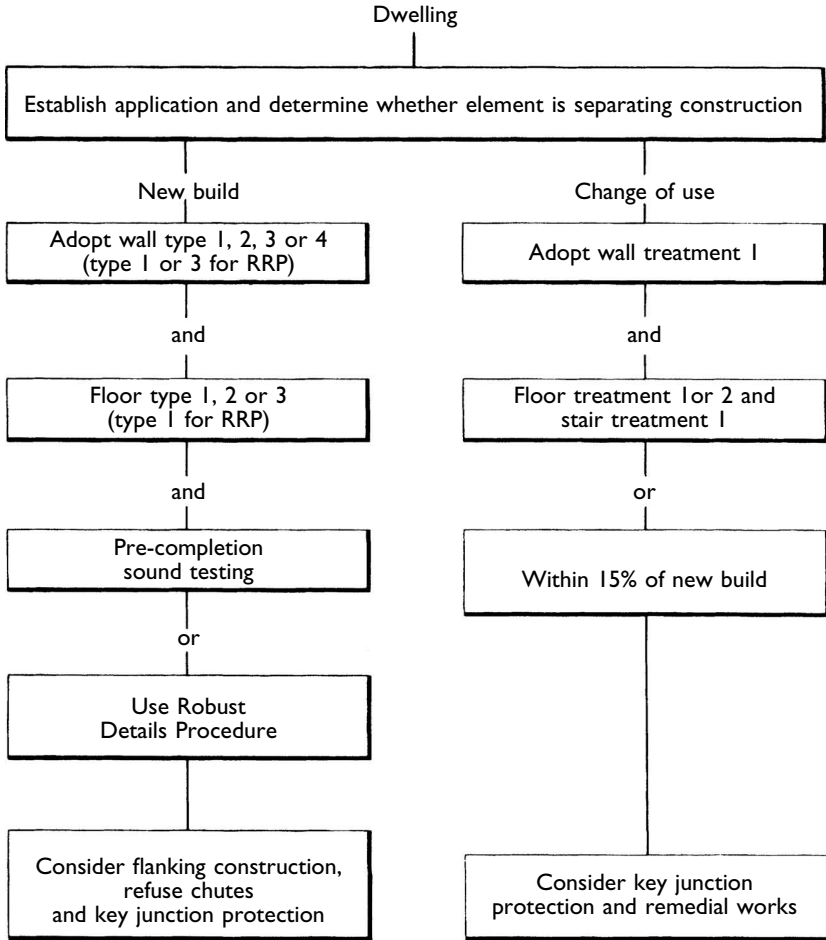 Dwelling
Establish application and determine whether element is separating construction
New build
Adopt wall type 1, 2, 3 or 4
(type 1 or 3 for RRP)
and
Floor type 1, 2 or 3
(type 1 for RRP)
and
Pre-completion
sound testing
or
Use Robust
Details Procedure
Consider flanking construction,
refuse chutes
and key junction protection
Change of use
Adopt wall treatment 1
and
Floor treatment 1or 2 and
stair treatment 1
or
Within 15% of new build
Consider key junction
protection and remedial works